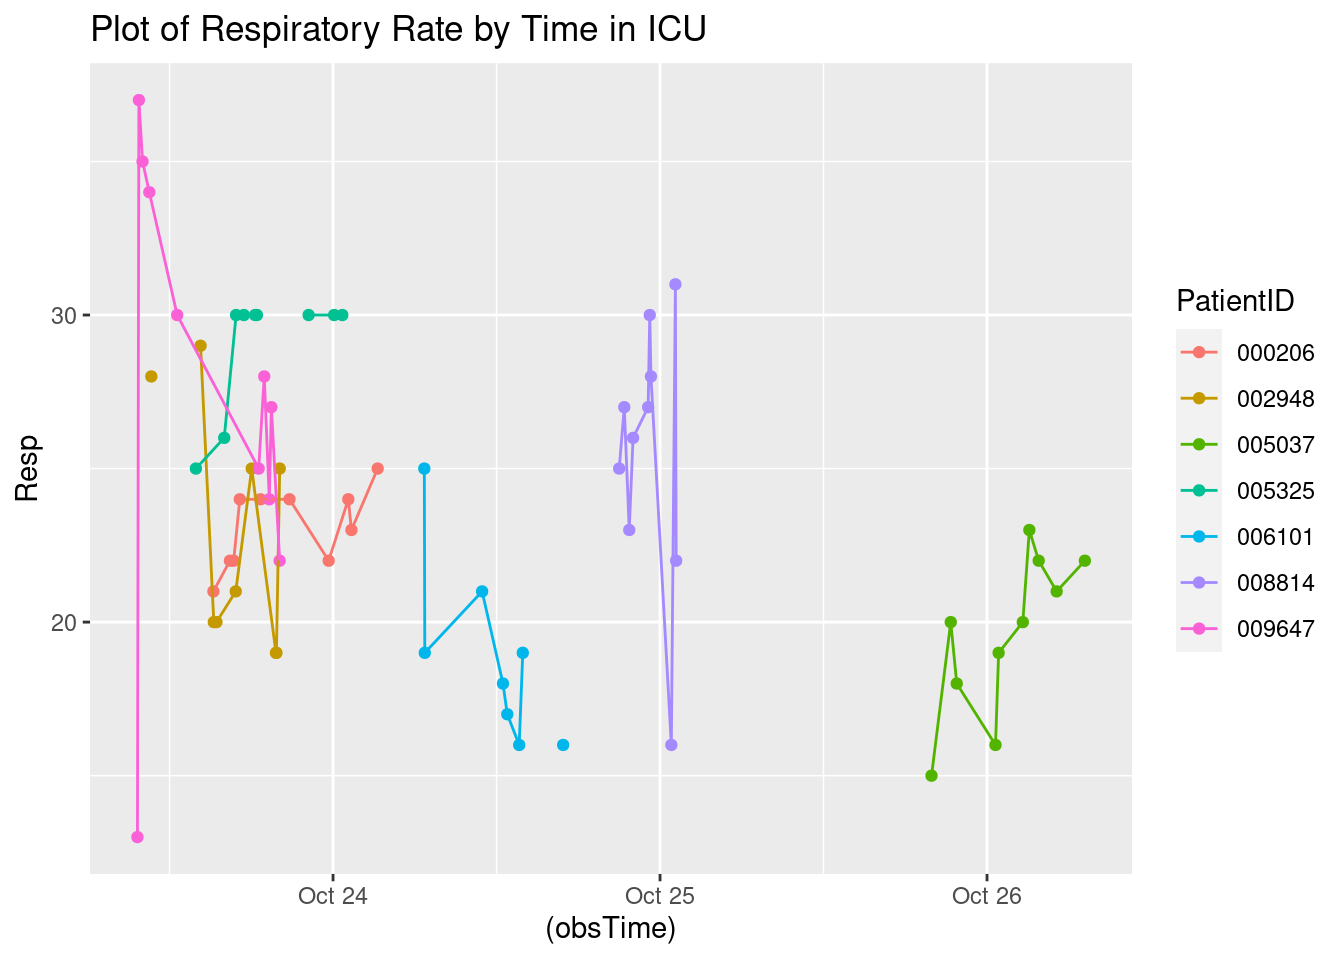 Plot of Respiratory Rate by Time in ICU
Resp
30
20
Oct 24
Oct 25
Oct 26
(obsTime)
PatientID
000206
002948
005037
005325
006101
008814
009647